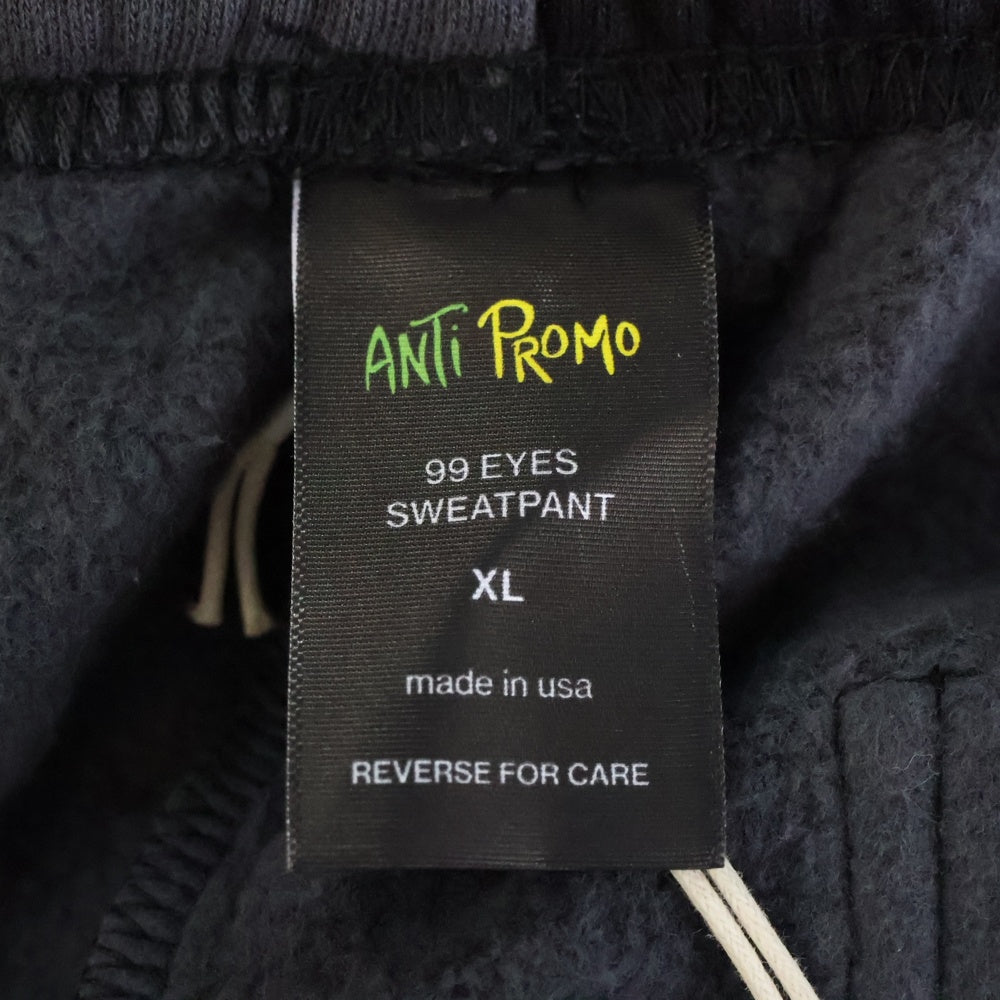 ANTi PROMO
99 EYES
SWEATPANT
XL
made in usa
REVERSE FOR CARE